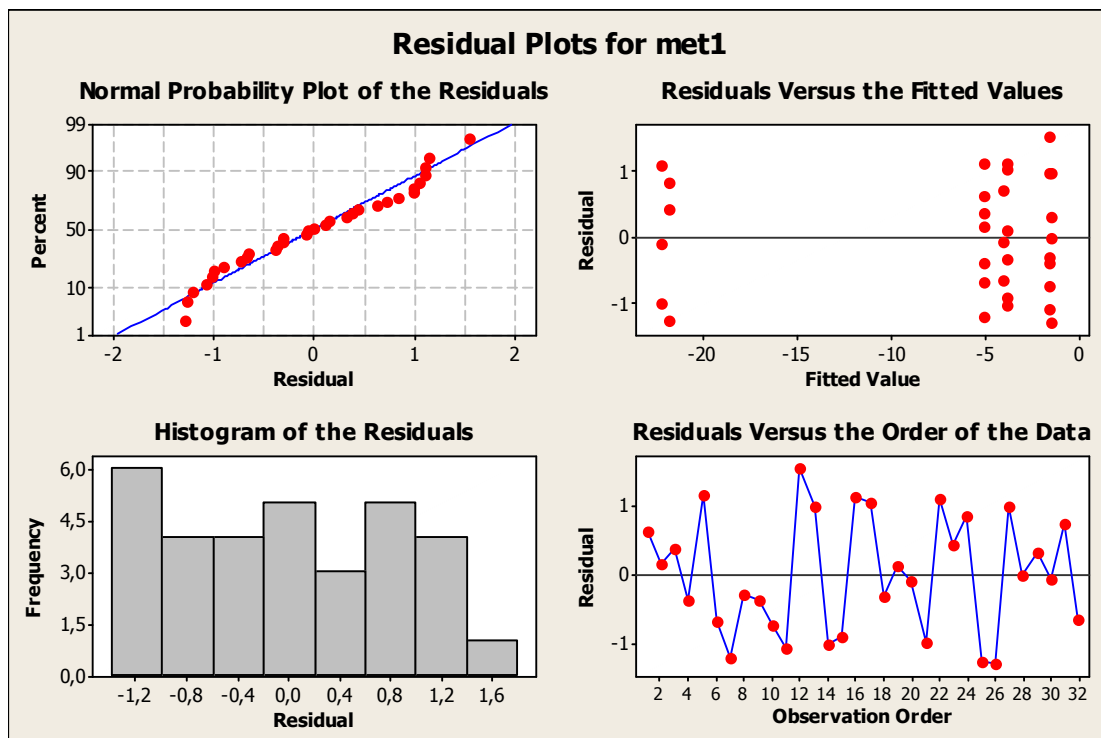 Residual Plots for met1
Normal Probability Plot of the Residuals
99
90
50
10
1
Percent
-2 -1 0 1 2
Residual
Residuals Versus the Fitted Values
1
0
-1
Residual
-20 -15 -10 -5 0
Fitted Value
Histogram of the Residuals
6,0
4,5
3,0
1,5
0,0
Frequency
-1,2 -0,8 -0,4 0,0 0,4 0,8 1,2 1,6
Residual
Residuals Versus the Order of the Data
1
0
-1
Residual
2 4 6 8 10 12 14 16 18 20 22 24 26 28 30 32
Observation Order